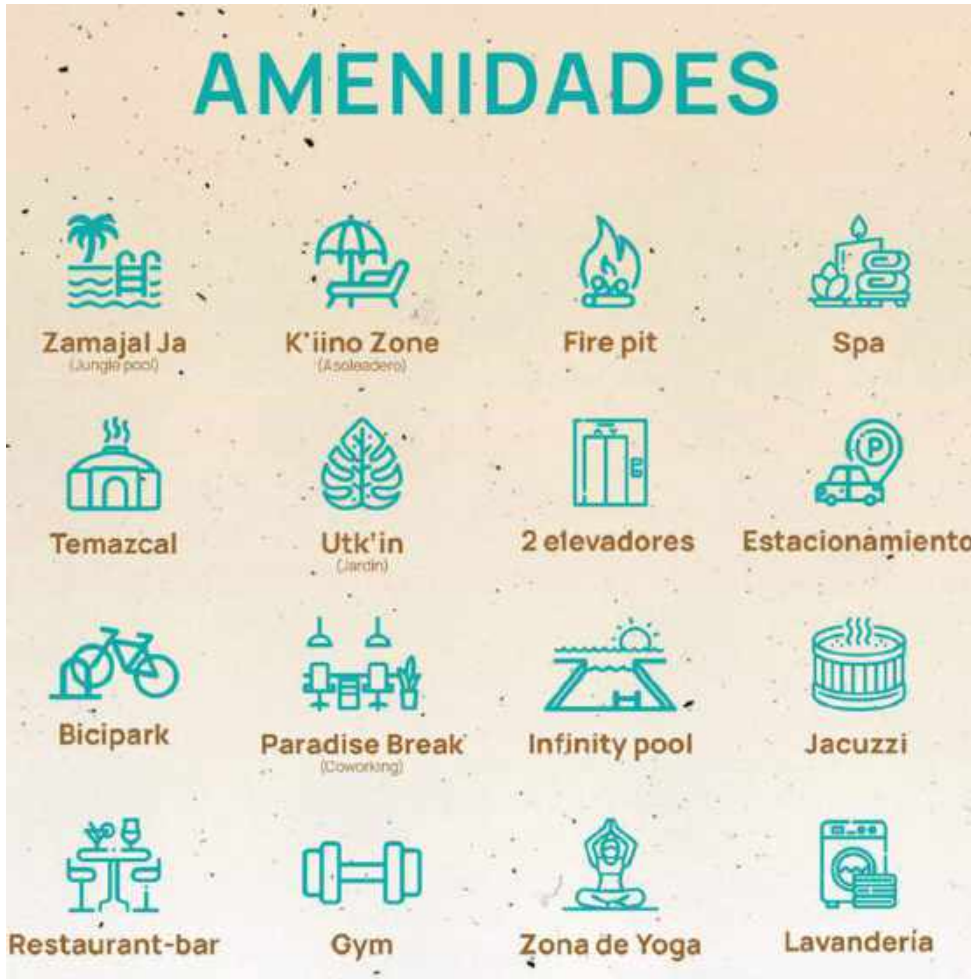 AMENIDADES
Zamajal Ja
(Jungle pool)
K'iino Zone
(Asoleadero)
Fire pit
Spa
Temazcal
Utk'in
(Jardín)
2 elevadores
Estacionamiento
P
Bicipark
Paradise Break
(Coworking)
Infinity pool
Jacuzzi
Restaurant-bar
Gym
Zona de Yoga
Lavandería